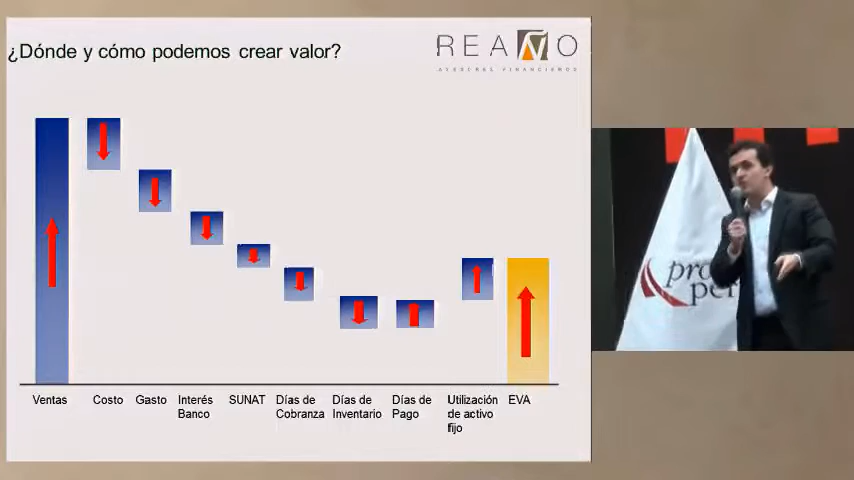 ¿Dónde y cómo podemos crear valor?
REAÑO
ASESORES FINANCIEROS
Ventas
Costo
Gasto
Interés
Banco
SUNAT
Días de
Cobranza
Días de
Inventario
Días de
Pago
Utilización
de activo
fijo
EVA